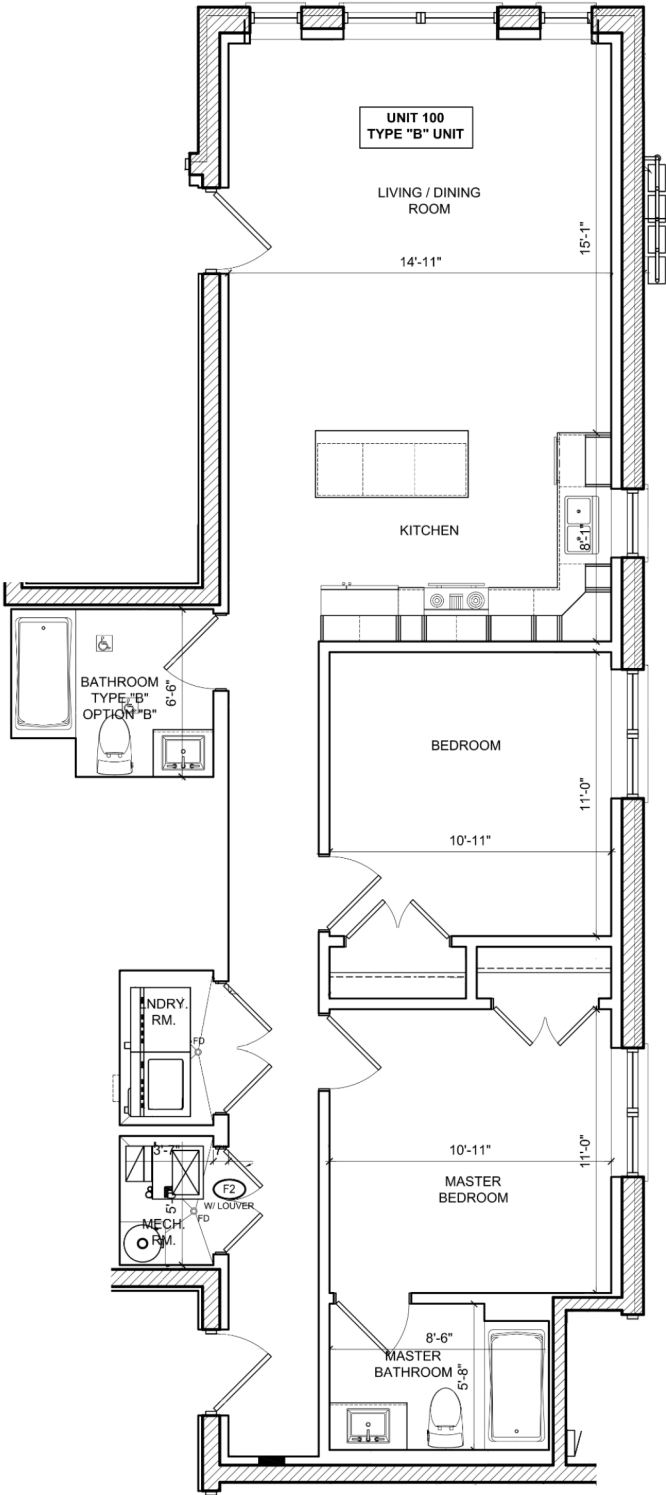 UNIT 100
TYPE "B" UNIT
LIVING / DINING
ROOM
15'-1"
14'-11"
KITCHEN
8'-1"
BATHROOM
TYPE "B"
OPTION "B"
6'-6"
BEDROOM
11'-0"
10'-11"
LNDRY.
RM.
FD
3'-7"
7"
10'-11"
11'-0"
MASTER
BEDROOM
F2
W/ LOUVER
5'-
FD
MECH.
RM.
8'-6"
MASTER
BATHROOM
5'-8"